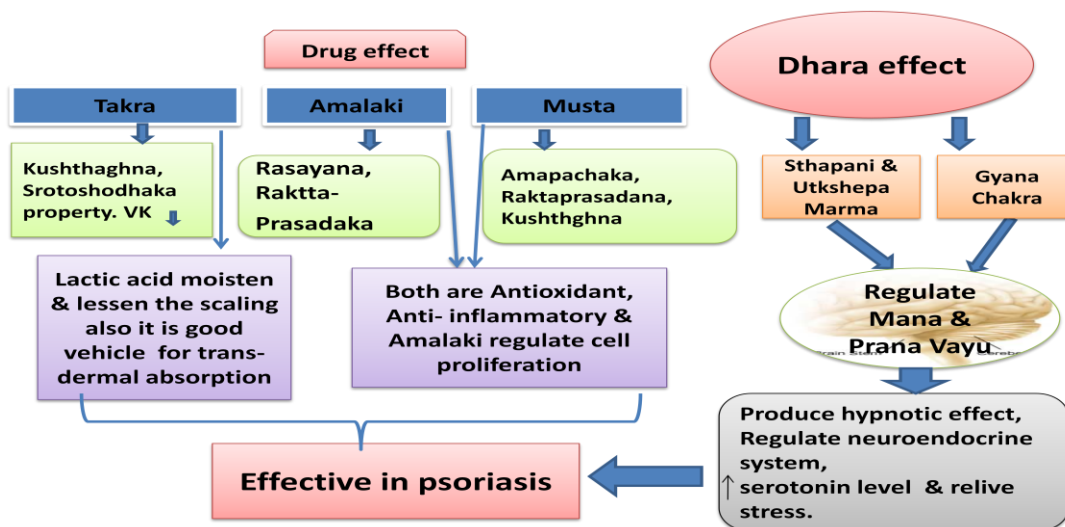 Drug effect
Dhara effect
Takra
Amalaki
Musta
Kushthaghna,
Srotoshodhaka
property. VK
Rasayana,
Raktta-
Prasadaka
Amapachaka,
Raktaprasadana,
Kushthghna
Sthapani &
Utkshepa
Marma
Gyana
Chakra
Lactic acid moisten
& lessen the scaling
also it is good
vehicle for trans-
dermal absorption
Both are Antioxidant,
Anti- inflammatory &
Amalaki regulate cell
proliferation
Regulate
Mana &
Prana Vayu
Produce hypnotic effect,
Regulate neuroendocrine
system,
↑ serotonin level & relive
stress.
Effective in psoriasis